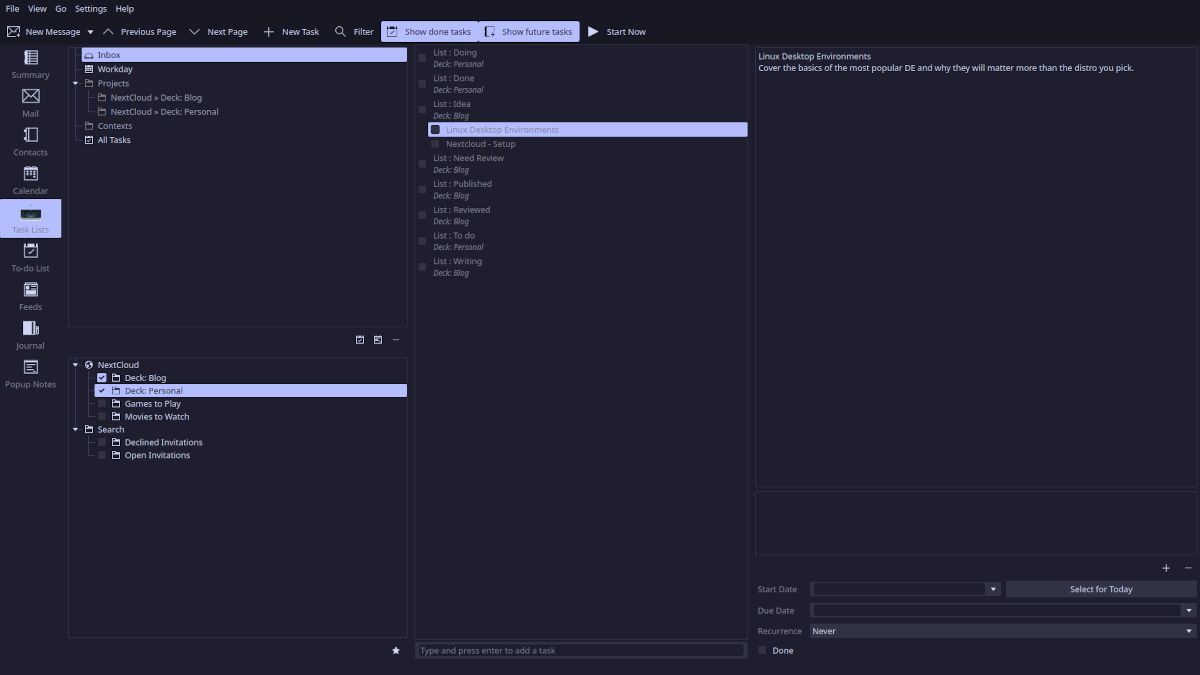 File View Go Settings Help
New Message Previous Page Next Page New Task Filter Show done tasks Show future tasks Start Now
Summary
Mail
Contacts
Calendar
Task Lists
To-do List
Feeds
Journal
Popup Notes
Inbox
Workday
Projects
NextCloud » Deck: Blog
NextCloud » Deck: Personal
Contexts
All Tasks
NextCloud
Deck: Blog
Deck: Personal
Games to Play
Movies to Watch
Search
Declined Invitations
Open Invitations
List : Doing
Deck: Personal
List : Done
Deck: Personal
List : Idea
Deck: Blog
Linux Desktop Environments
Nextcloud - Setup
List : Need Review
Deck: Blog
List : Published
Deck: Blog
List : Reviewed
Deck: Blog
List : To do
Deck: Personal
List : Writing
Deck: Blog
Type and press enter to add a task
Linux Desktop Environments
Cover the basics of the most popular DE and why they will matter more than the distro you pick.
Start Date Select for Today
Due Date
Recurrence Never
Done